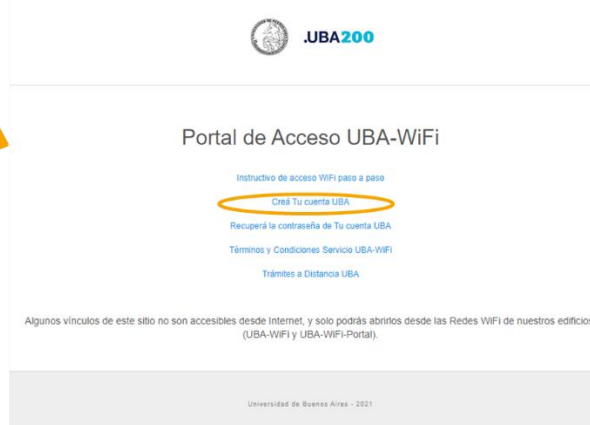 .UBA200
Portal de Acceso UBA-WiFi
Instructivo de acceso WiFi paso a paso
Creá Tu cuenta UBA
Recuperá la contraseña de Tu cuenta UBA
Términos y Condiciones Servicio UBA-WiFi
Trámites a Distancia UBA
Algunos vínculos de este sitio no son accesibles desde Internet, y solo podrás abrirlos desde las Redes WiFi de nuestros edificios
(UBA-WiFi y UBA-WiFi-Portal).
Universidad de Buenos Aires - 2021